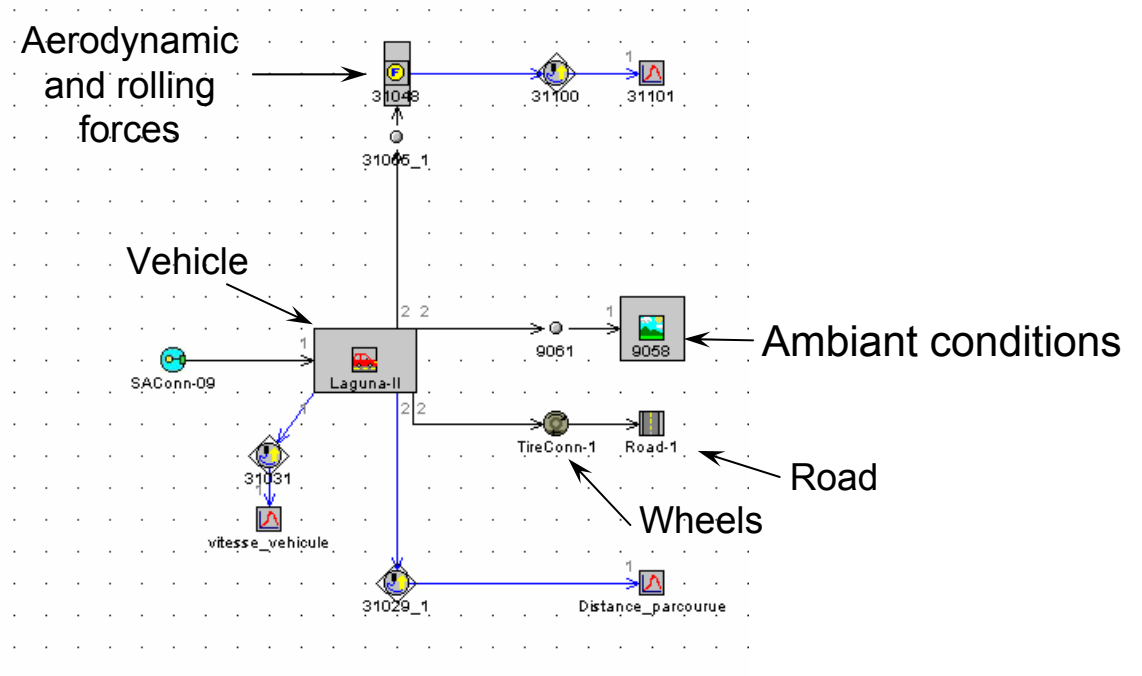 Aerodynamic
and rolling
forces
31048
1
31100
31101
31065_1
Vehicle
2 2
1
1
9061
9058
Ambiant conditions
SAConn-09
Laguna-II
1
2 2
TireConn-1
Road-1
31031
1
Road
Wheels
vitesse_vehicule
1
31029_1
Distance_parcourue